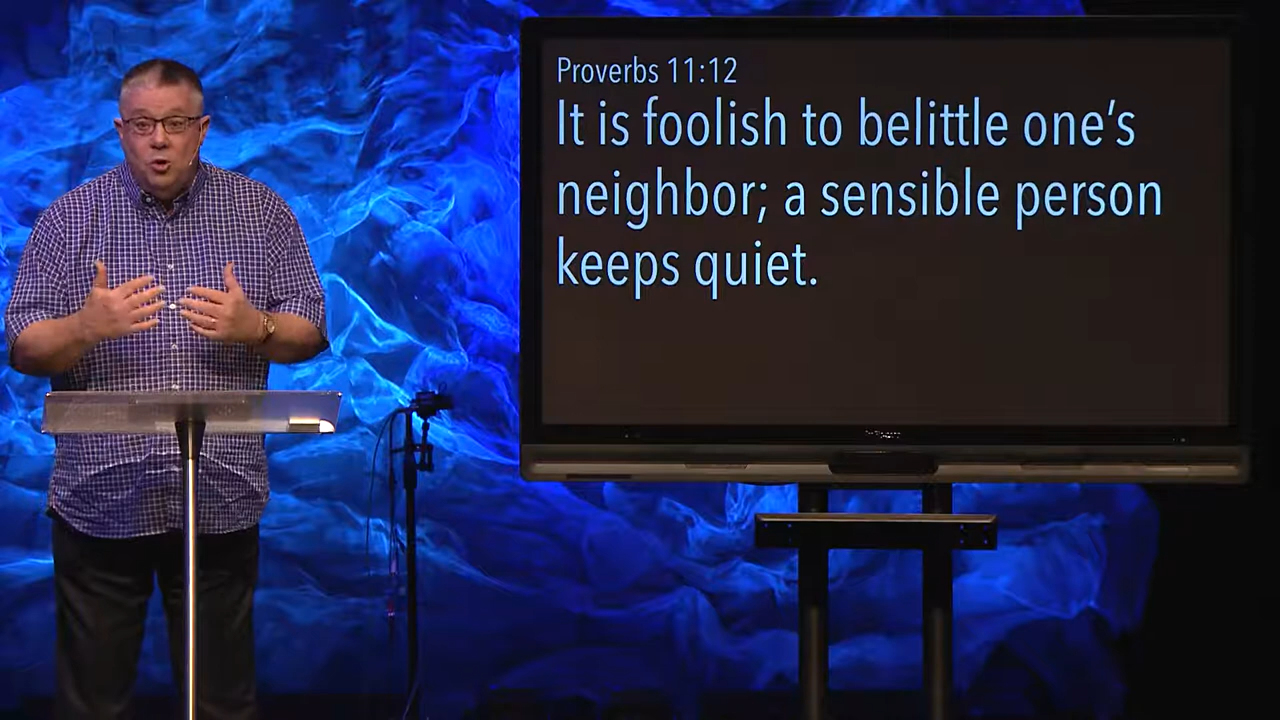 Proverbs 11:12
It is foolish to belittle one's
neighbor; a sensible person
keeps quiet.